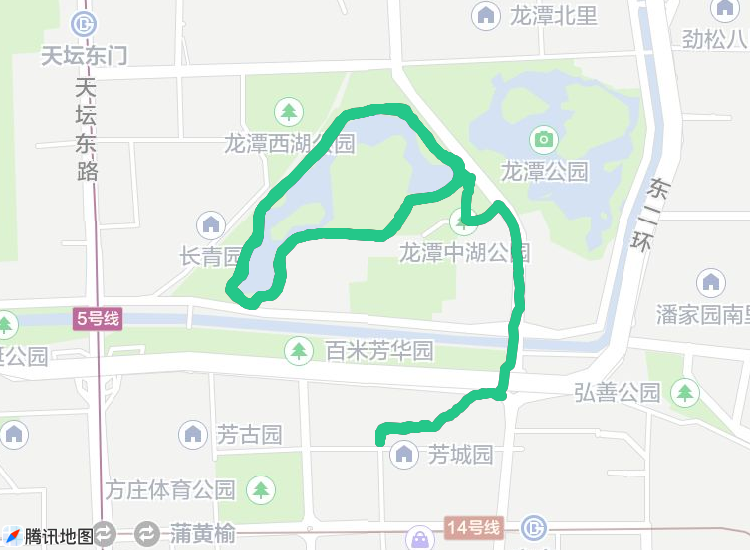 龙潭北里
劲松八
天坛东门
天坛东路
龙潭西湖公园
龙潭公园
东二环
长青园
龙潭中湖公园
潘家园南里
5号线
百米芳华园
弘善公园
芳古园
芳城园
方庄体育公园
14号线
蒲黄榆
腾讯地图